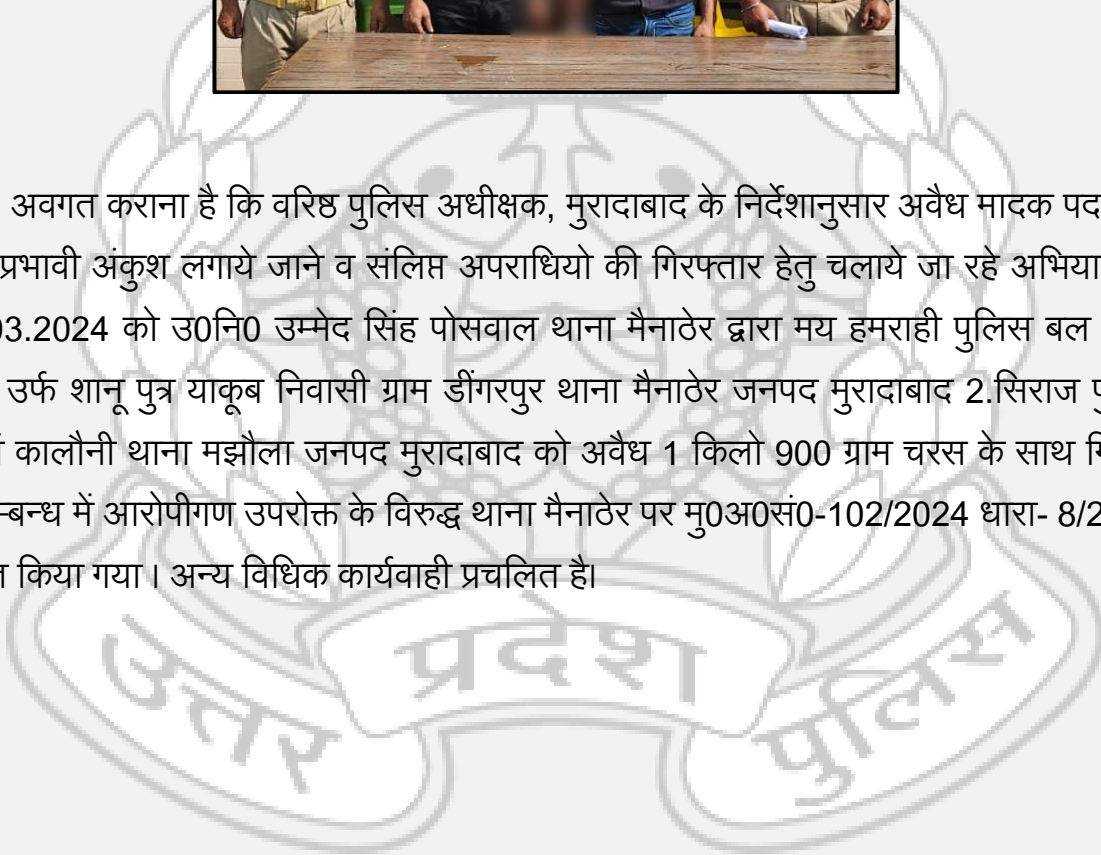 अवगत कराना है कि वरिष्ठ पुलिस अधीक्षक, मुरादाबाद के निर्देशानुसार अवैध मादक पद
प्रभावी अंकुश लगाये जाने व संलिप्त अपराधियो की गिरफ्तार हेतु चलाये जा रहे अभिया
03.2024 को उ0नि0 उम्मेद सिंह पोसवाल थाना मैनाठेर द्वारा मय हमराही पुलिस बल
उर्फ शानू पुत्र याकूब निवासी ग्राम डींगरपुर थाना मैनाठेर जनपद मुरादाबाद 2.सिराज पु
कालौनी थाना मझौला जनपद मुरादाबाद को अवैध 1 किलो 900 ग्राम चरस के साथ गि
म्बन्ध में आरोपीगण उपरोक्त के विरुद्ध थाना मैनाठेर पर मु0अ0सं0-102/2024 धारा- 8/2
किया गया। अन्य विधिक कार्यवाही प्रचलित है।
उत्तर प्रदेश पुलिस